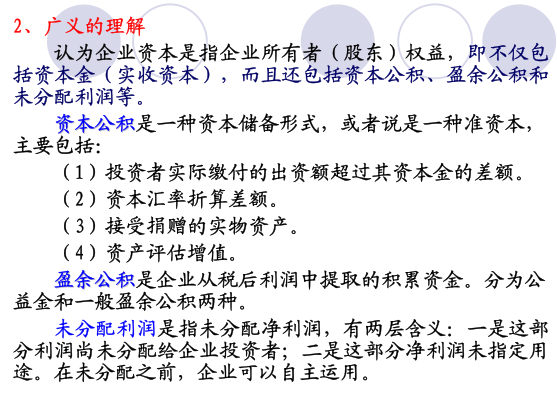 2、广义的理解
认为企业资本是指企业所有者（股东）权益，即不仅包
括资本金（实收资本），而且还包括资本公积、盈余公积和
未分配利润等。
资本公积是一种资本储备形式，或者说是一种准资本，
主要包括：
（1）投资者实际缴付的出资额超过其资本金的差额。
（2）资本汇率折算差额。
（3）接受捐赠的实物资产。
（4）资产评估增值。
盈余公积是企业从税后利润中提取的积累资金。分为公
益金和一般盈余公积两种。
未分配利润是指未分配净利润，有两层含义：一是这部
分利润尚未分配给企业投资者；二是这部分净利润未指定用
途。在未分配之前，企业可以自主运用。